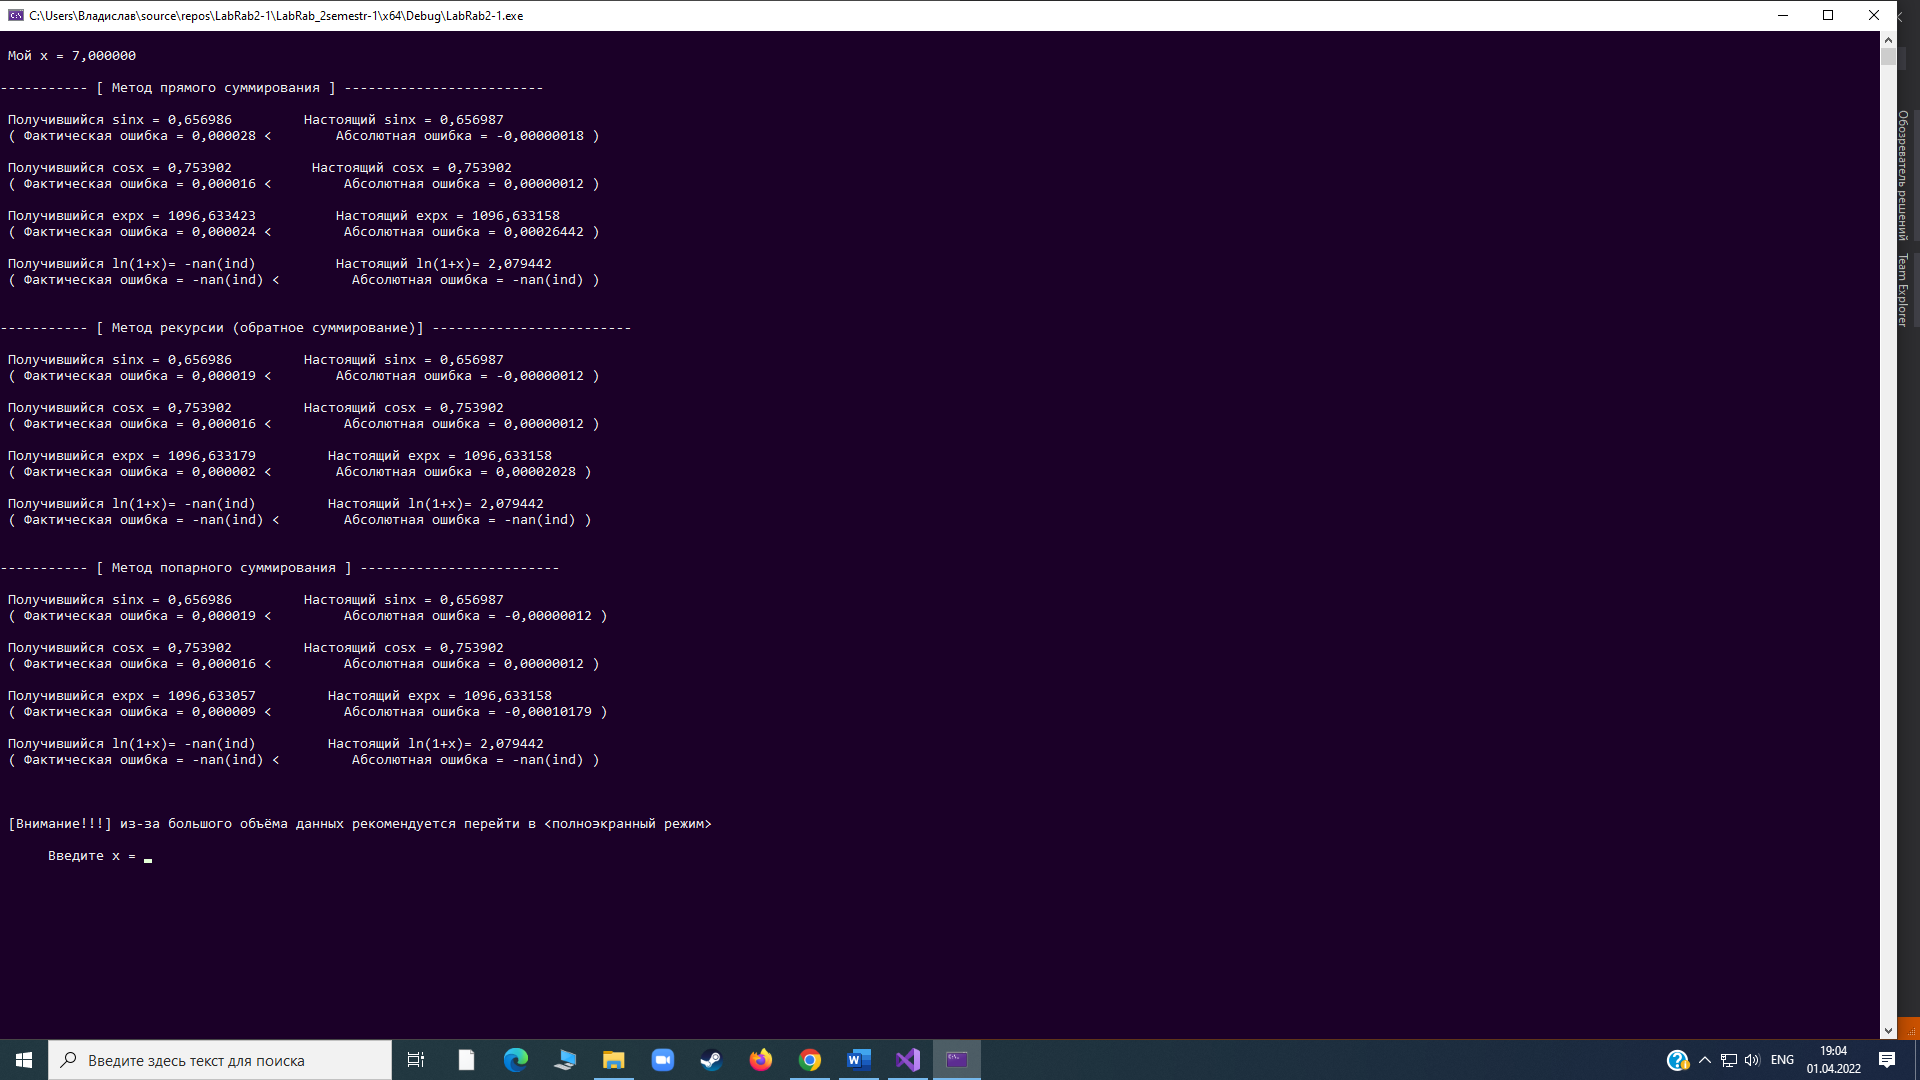 C:\Users\Владислав\source\repos\LabRab2-1\LabRab_2semestr-1\x64\Debug\LabRab2-1.exe
Мой x = 7,000000
----------- [ Метод прямого суммирования ] -------------------------
Получившийся sinx = 0,656986 Настоящий sinx = 0,656987
( Фактическая ошибка = 0,000028 < Абсолютная ошибка = -0,00000018 )
Получившийся cosx = 0,753902 Настоящий cosx = 0,753902
( Фактическая ошибка = 0,000016 < Абсолютная ошибка = 0,00000012 )
Получившийся expx = 1096,633423 Настоящий expx = 1096,633158
( Фактическая ошибка = 0,000024 < Абсолютная ошибка = 0,00026442 )
Получившийся ln(1+x)= -nan(ind) Настоящий ln(1+x)= 2,079442
( Фактическая ошибка = -nan(ind) < Абсолютная ошибка = -nan(ind) )
----------- [ Метод рекурсии (обратное суммирование)] -------------------------
Получившийся sinx = 0,656986 Настоящий sinx = 0,656987
( Фактическая ошибка = 0,000019 < Абсолютная ошибка = -0,00000012 )
Получившийся cosx = 0,753902 Настоящий cosx = 0,753902
( Фактическая ошибка = 0,000016 < Абсолютная ошибка = 0,00000012 )
Получившийся expx = 1096,633179 Настоящий expx = 1096,633158
( Фактическая ошибка = 0,000002 < Абсолютная ошибка = 0,00002028 )
Получившийся ln(1+x)= -nan(ind) Настоящий ln(1+x)= 2,079442
( Фактическая ошибка = -nan(ind) < Абсолютная ошибка = -nan(ind) )
----------- [ Метод попарного суммирования ] -------------------------
Получившийся sinx = 0,656986 Настоящий sinx = 0,656987
( Фактическая ошибка = 0,000019 < Абсолютная ошибка = -0,00000012 )
Получившийся cosx = 0,753902 Настоящий cosx = 0,753902
( Фактическая ошибка = 0,000016 < Абсолютная ошибка = 0,00000012 )
Получившийся expx = 1096,633057 Настоящий expx = 1096,633158
( Фактическая ошибка = 0,000009 < Абсолютная ошибка = -0,00010179 )
Получившийся ln(1+x)= -nan(ind) Настоящий ln(1+x)= 2,079442
( Фактическая ошибка = -nan(ind) < Абсолютная ошибка = -nan(ind) )
[Внимание!!!] из-за большого объёма данных рекомендуется перейти в <полноэкранный режим>
Введите x =
Обозреватель решений
Team Explorer
Введите здесь текст для поиска
ENG
19:04
01.04.2022